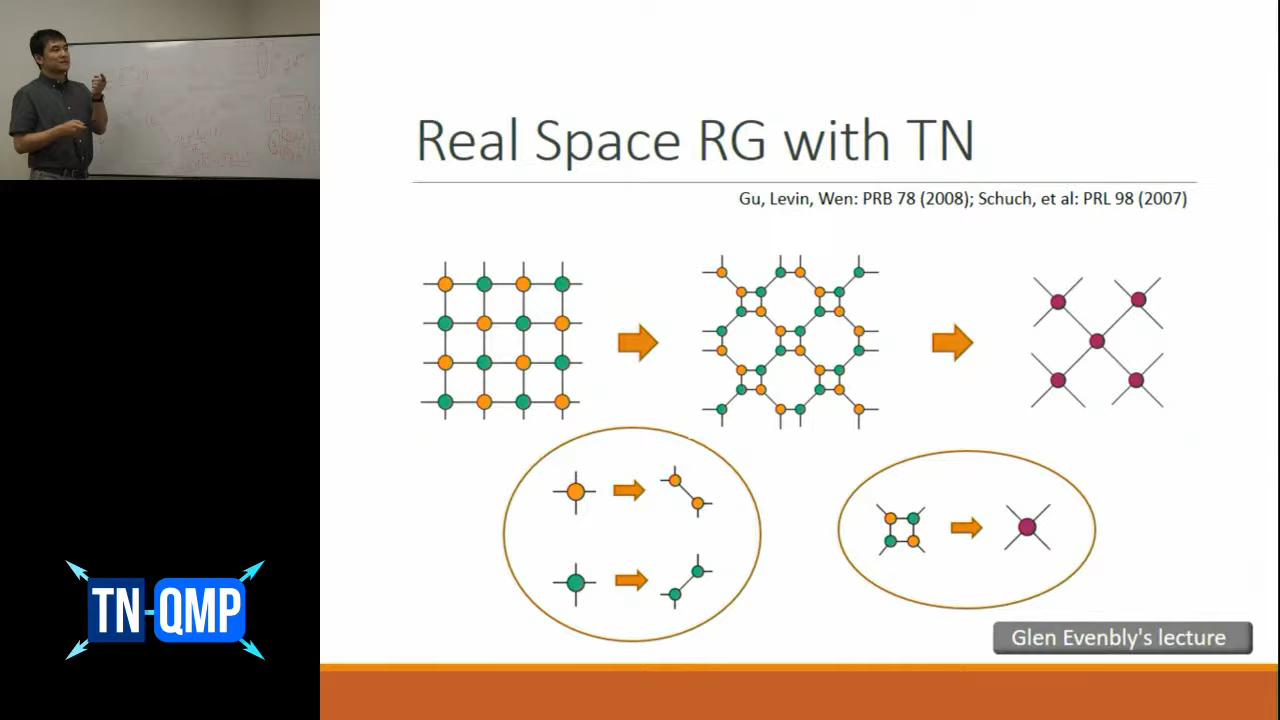 Real Space RG with TN
Gu, Levin, Wen: PRB 78 (2008); Schuch, et al: PRL 98 (2007)
TN-QMP
Glen Evenbly's lecture